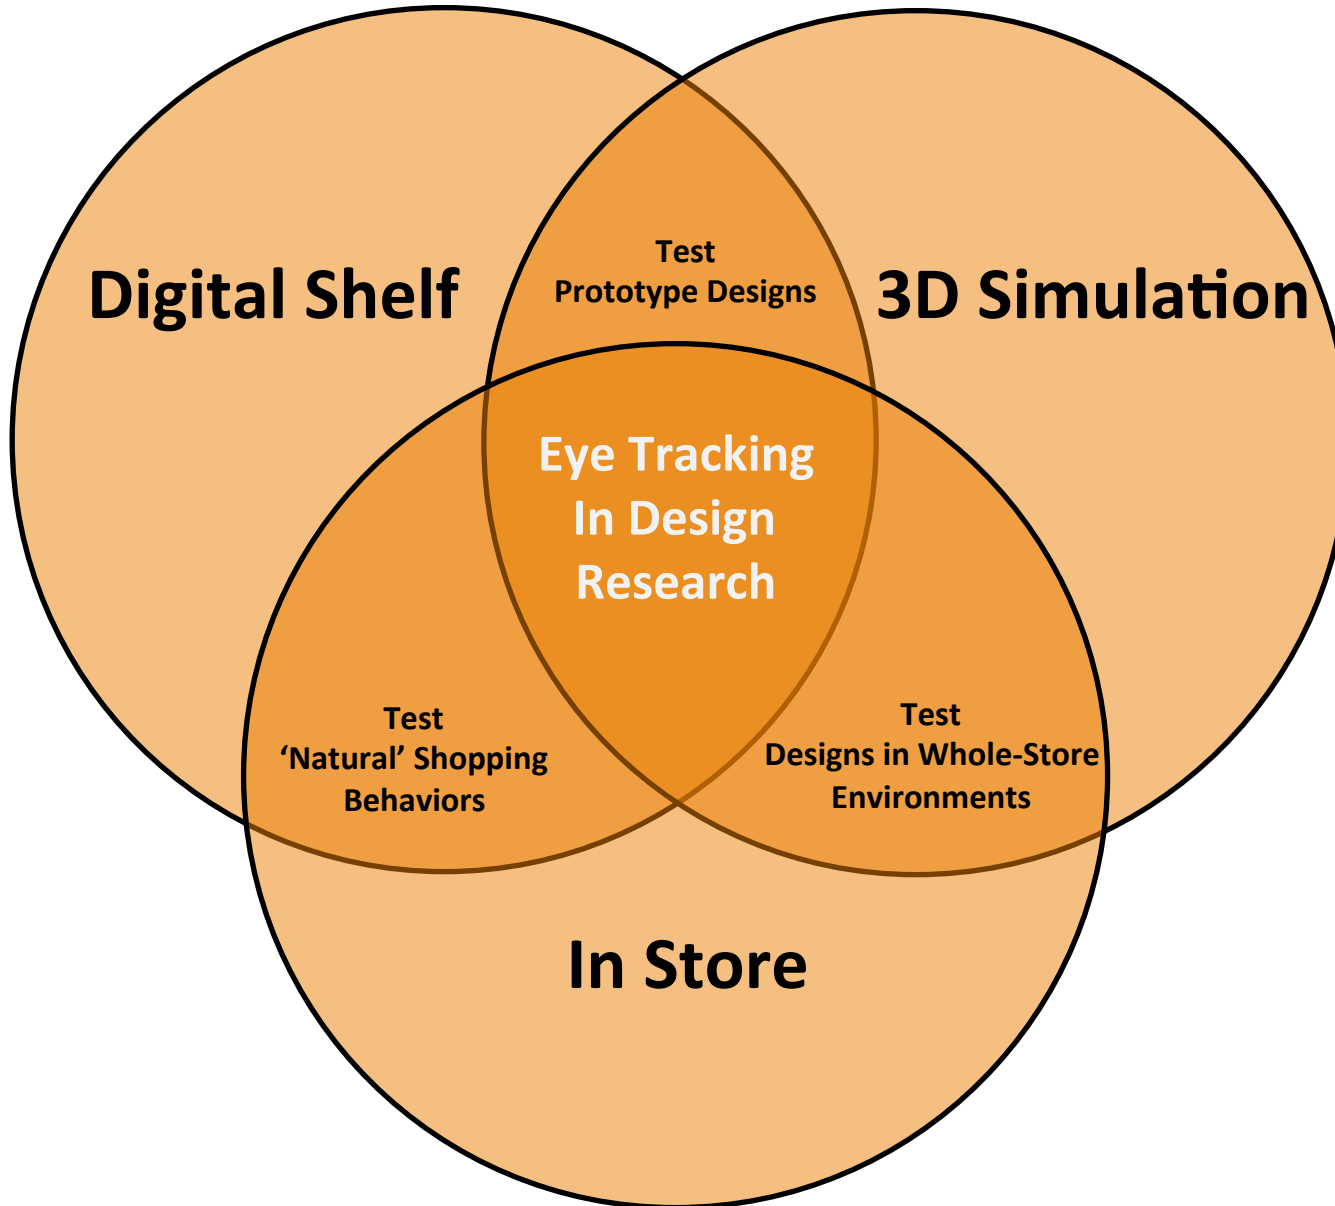 Test
Prototype Designs
Digital Shelf
3D Simulation
Eye Tracking
In Design
Research
Test
‘Natural’ Shopping
Behaviors
Test
Designs in Whole-Store
Environments
In Store